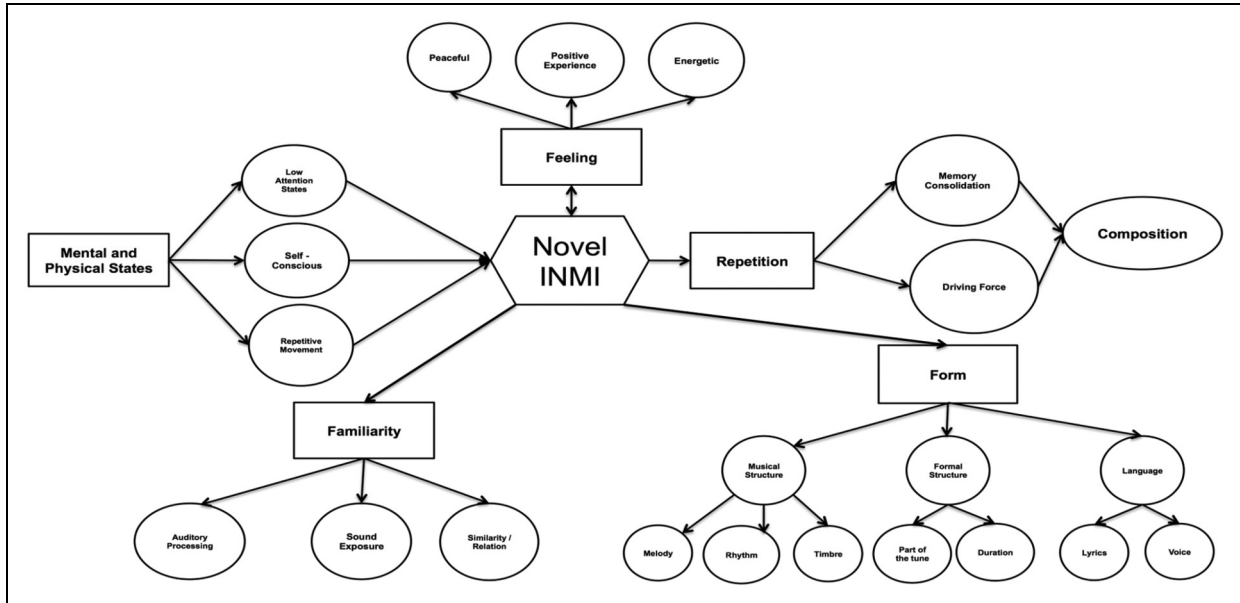 Peaceful
Positive
Experience
Energetic
Feeling
Low
Attention
States
Memory
Consolidation
Mental and
Physical States
Self -
Conscious
Novel
INMI
Repetition
Composition
Driving Force
Repetitive
Movement
Form
Familiarity
Musical
Structure
Formal
Structure
Language
Auditory
Processing
Sound
Exposure
Similarity /
Relation
Melody
Rhythm
Timbre
Part of
the tune
Duration
Lyrics
Voice